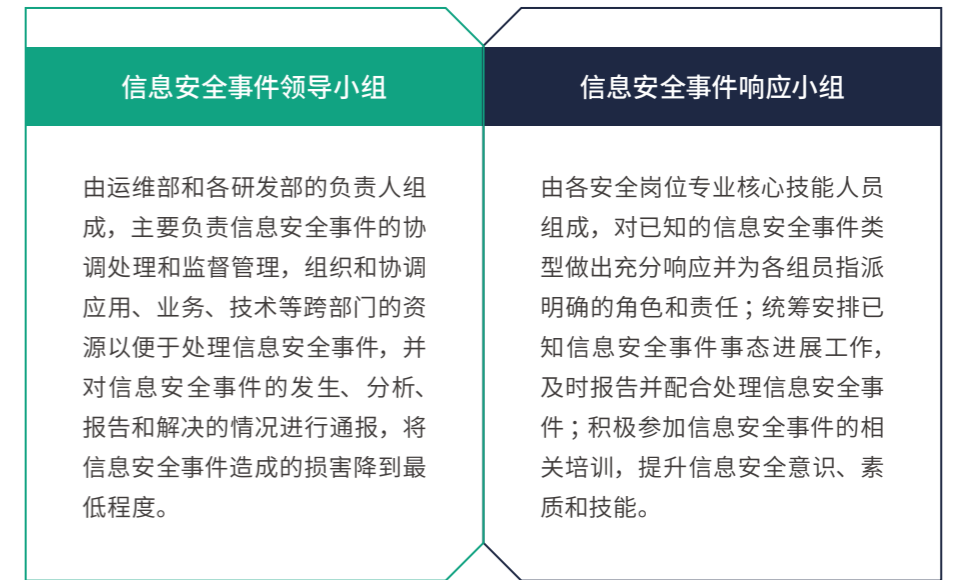 信息安全事件领导小组
由运维部和各研发部的负责人组
成，主要负责信息安全事件的协
调处理和监督管理，组织和协调
应用、业务、技术等跨部门的资
源以便于处理信息安全事件，并
对信息安全事件的发生、分析、
报告和解决的情况进行通报，将
信息安全事件造成的损害降到最
低程度。
信息安全事件响应小组
由各安全岗位专业核心技能人员
组成，对已知的信息安全事件类
型做出充分响应并为各组员指派
明确的角色和责任；统筹安排已
知信息安全事件事态进展工作，
及时报告并配合处理信息安全事
件；积极参加信息安全事件的相
关培训，提升信息安全意识、素
质和技能。